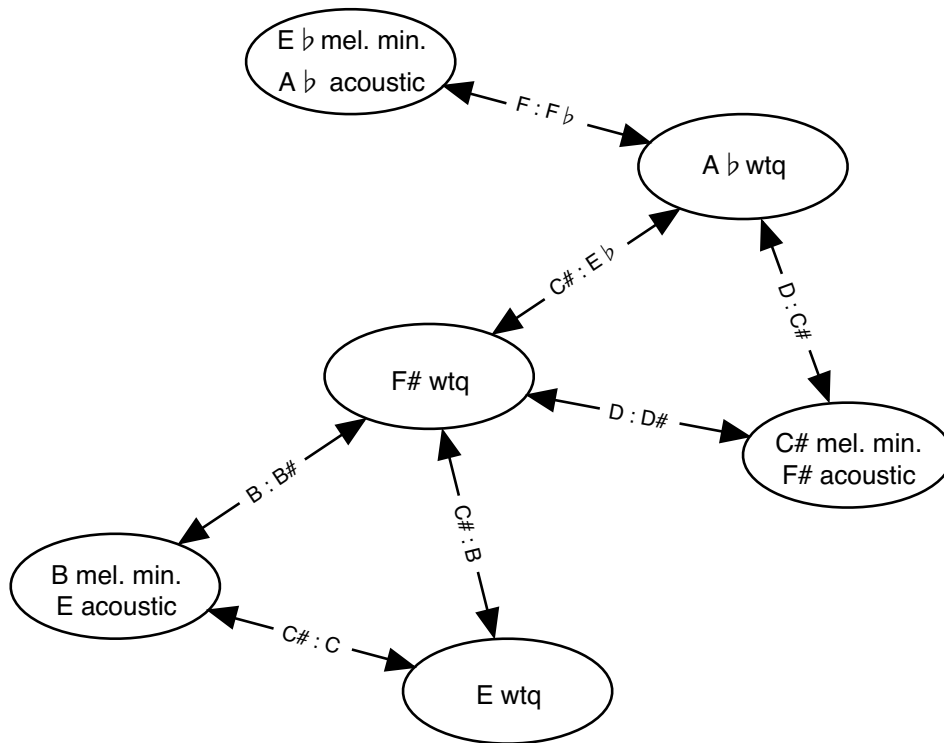 E♭ mel. min.
A♭ acoustic
F : F♭
A♭ wtq
C# : E♭
D : C#
F# wtq
D : D#
C# mel. min.
F# acoustic
B : B#
C# : B
B mel. min.
E acoustic
C# : C
E wtq